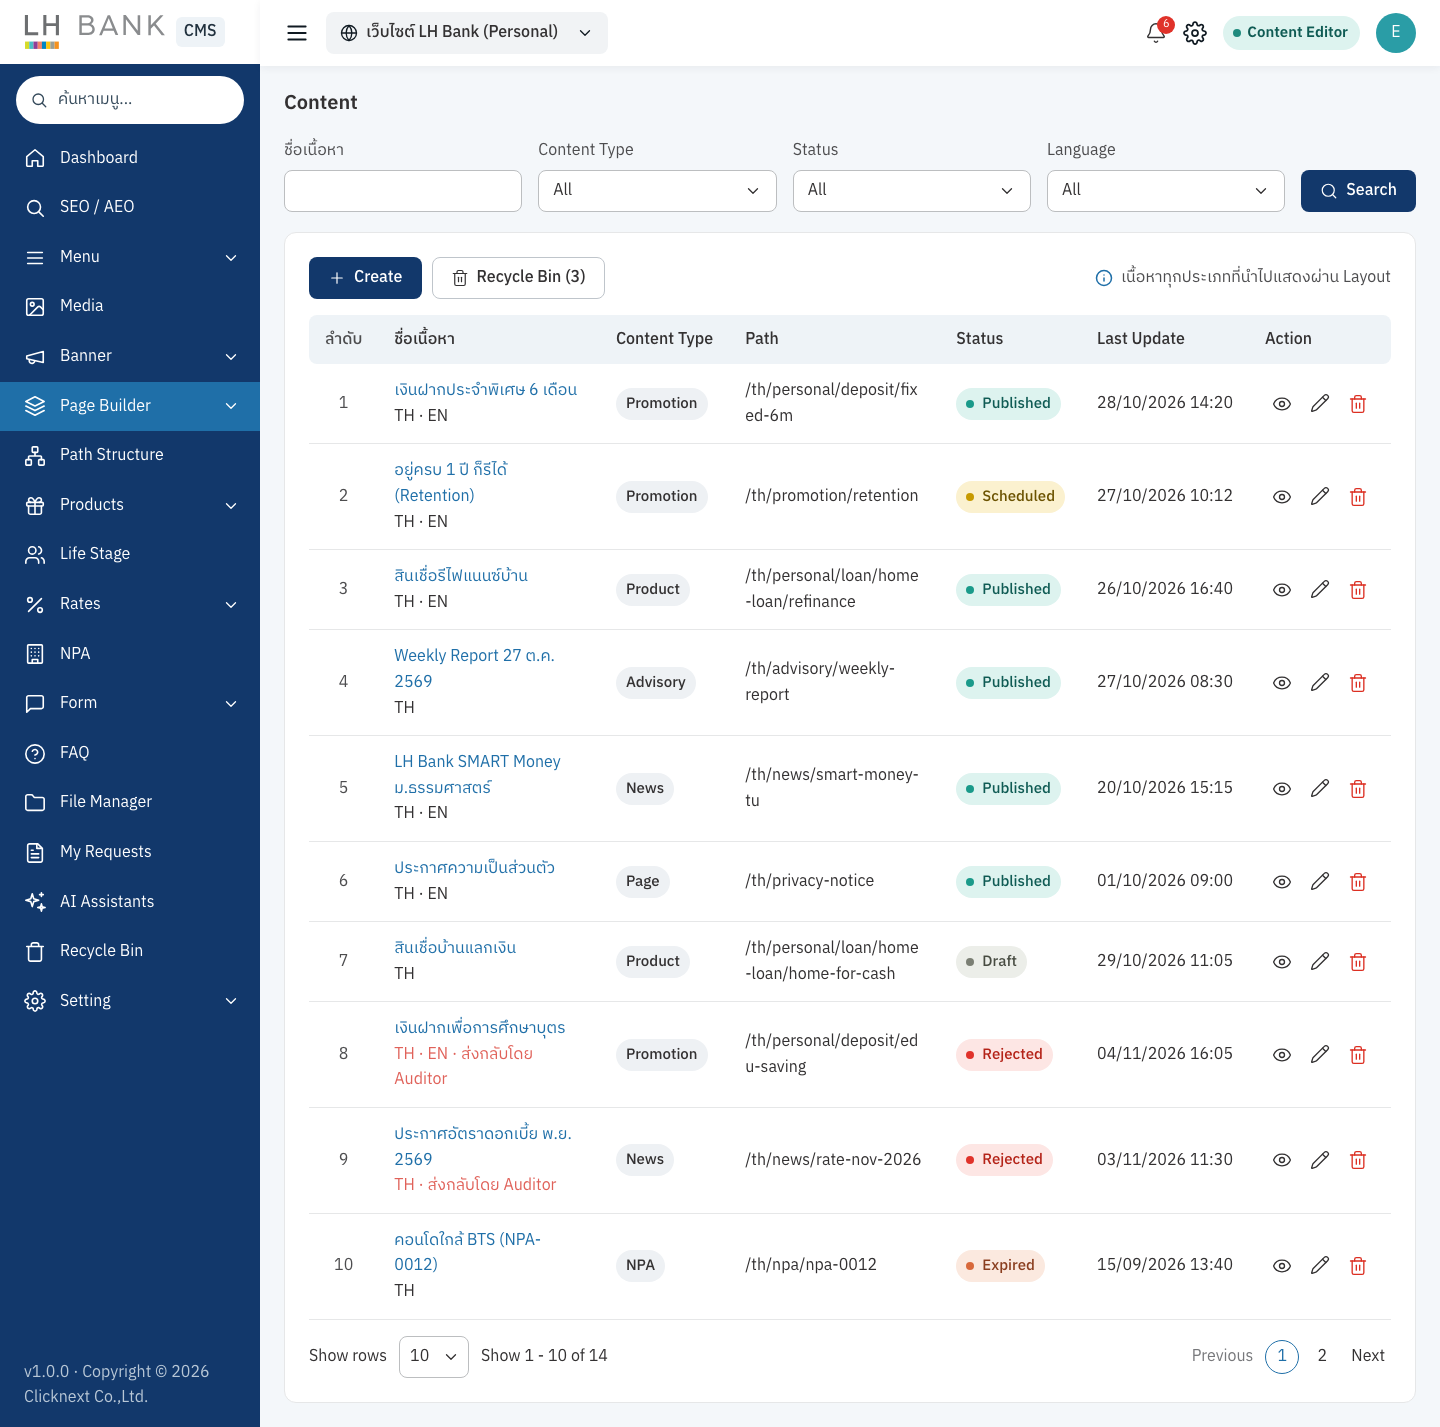 LH BANK CMS
เว็บไซต์ LH Bank (Personal)
6
Content Editor
E
ค้นหาเมนู...
Dashboard
SEO / AEO
Menu
Media
Banner
Page Builder
Path Structure
Products
Life Stage
Rates
NPA
Form
FAQ
File Manager
My Requests
AI Assistants
Recycle Bin
Setting
v1.0.0 · Copyright © 2026
Clicknext Co.,Ltd.
Content
ชื่อเนื้อหา Content Type Status Language
All All All Search
Create Recycle Bin (3) เนื้อหาทุกประเภทที่นำไปแสดงผ่าน Layout
ลำดับ ชื่อเนื้อหา Content Type Path Status Last Update Action
1 เงินฝากประจำพิเศษ 6 เดือน
TH · EN Promotion /th/personal/deposit/fix
ed-6m Published 28/10/2026 14:20
2 อยู่ครบ 1 ปี ก็รีได้
(Retention)
TH · EN Promotion /th/promotion/retention Scheduled 27/10/2026 10:12
3 สินเชื่อรีไฟแนนซ์บ้าน
TH · EN Product /th/personal/loan/home
-loan/refinance Published 26/10/2026 16:40
4 Weekly Report 27 ต.ค.
2569
TH Advisory /th/advisory/weekly-
report Published 27/10/2026 08:30
5 LH Bank SMART Money
ม.ธรรมศาสตร์
TH · EN News /th/news/smart-money-
tu Published 20/10/2026 15:15
6 ประกาศความเป็นส่วนตัว
TH · EN Page /th/privacy-notice Published 01/10/2026 09:00
7 สินเชื่อบ้านแลกเงิน
TH Product /th/personal/loan/home
-loan/home-for-cash Draft 29/10/2026 11:05
8 เงินฝากเพื่อการศึกษาบุตร
TH · EN · ส่งกลับโดย
Auditor Promotion /th/personal/deposit/ed
u-saving Rejected 04/11/2026 16:05
9 ประกาศอัตราดอกเบี้ย พ.ย.
2569
TH · ส่งกลับโดย Auditor News /th/news/rate-nov-2026 Rejected 03/11/2026 11:30
10 คอนโดใกล้ BTS (NPA-
0012)
TH NPA /th/npa/npa-0012 Expired 15/09/2026 13:40
Show rows 10 Show 1 - 10 of 14 Previous 1 2 Next